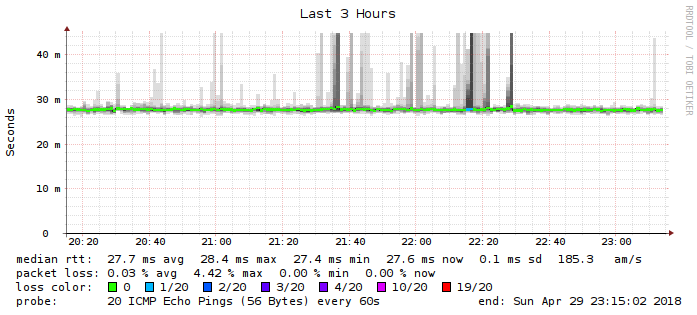 Last 3 Hours
RRDTOOL / TOBI OETIKER
Seconds
40 m
30 m
20 m
10 m
0
20:20 20:40 21:00 21:20 21:40 22:00 22:20 22:40 23:00
median rtt: 27.7 ms avg 28.4 ms max 27.4 ms min 27.6 ms now 0.1 ms sd 185.3 am/s
packet loss: 0.03 % avg 4.42 % max 0.00 % min 0.00 % now
loss color: 0 1/20 2/20 3/20 4/20 10/20 19/20
probe: 20 ICMP Echo Pings (56 Bytes) every 60s end: Sun Apr 29 23:15:02 2018